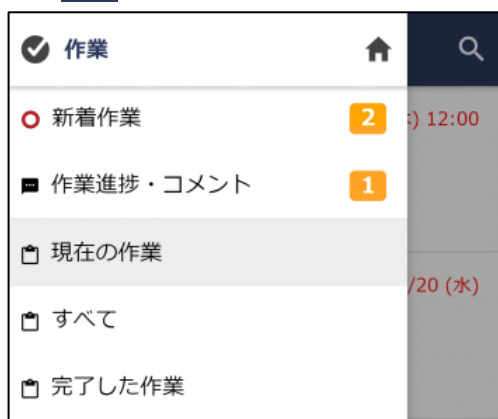 作業
新着作業 2
) 12:00
作業進捗・コメント 1
現在の作業
/20 (水)
すべて
完了した作業